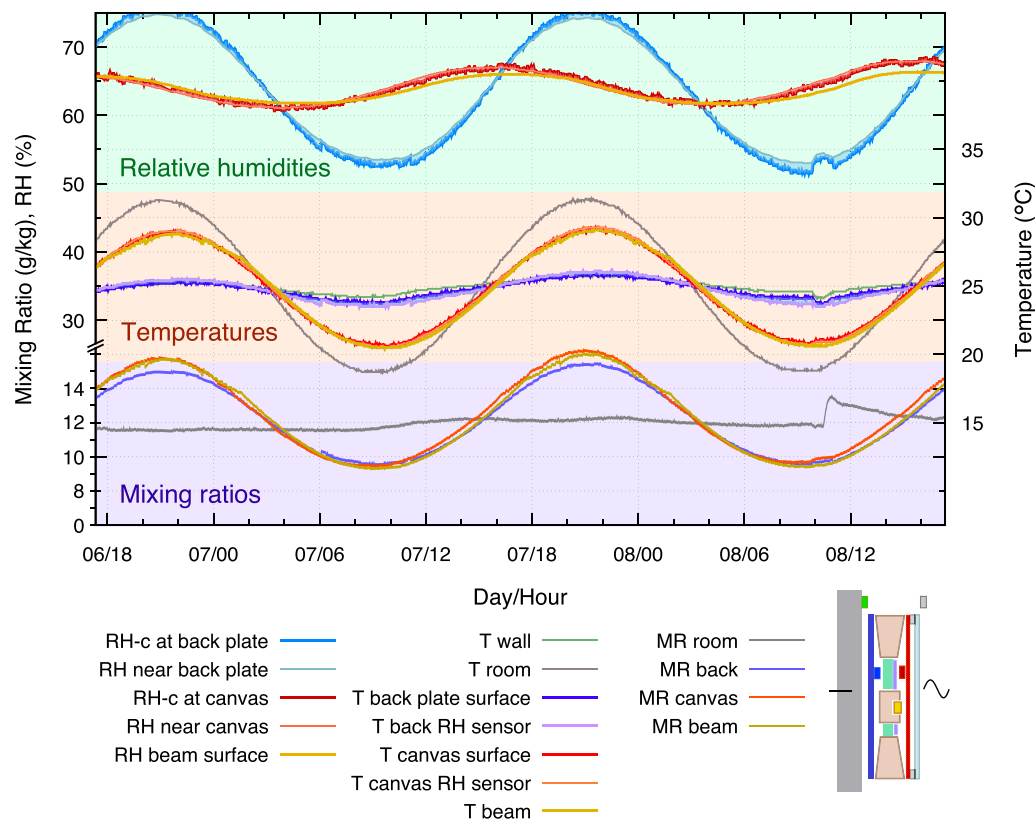 Mixing Ratio (g/kg), RH (%)
70
60
50
40
30
14
12
10
8
0
Relative humidities
Temperatures
Mixing ratios
35
30
25
20
15
Temperature (°C)
06/18 07/00 07/06 07/12 07/18 08/00 08/06 08/12
Day/Hour
RH-c at back plate T wall MR room
RH near back plate T room MR back
RH-c at canvas T back plate surface MR canvas
RH near canvas T back RH sensor MR beam
RH beam surface T canvas surface
T canvas RH sensor
T beam